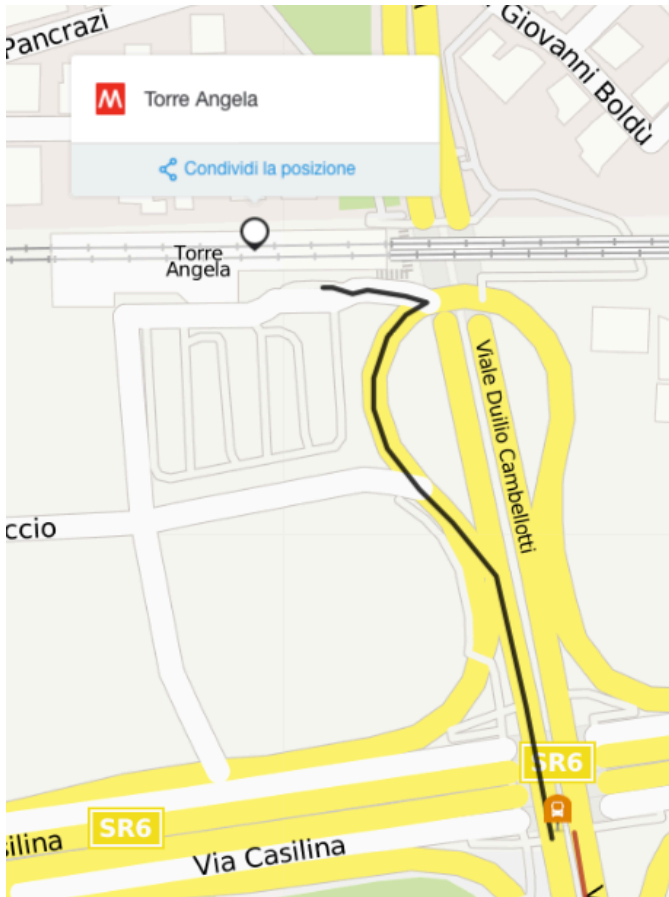 Pancrazi
Giovanni Boldù
M Torre Angela
Condividi la posizione
Torre
Angela
Viale Duilio Cambellotti
ccio
SR6
SR6
silina
Via Casilina
V